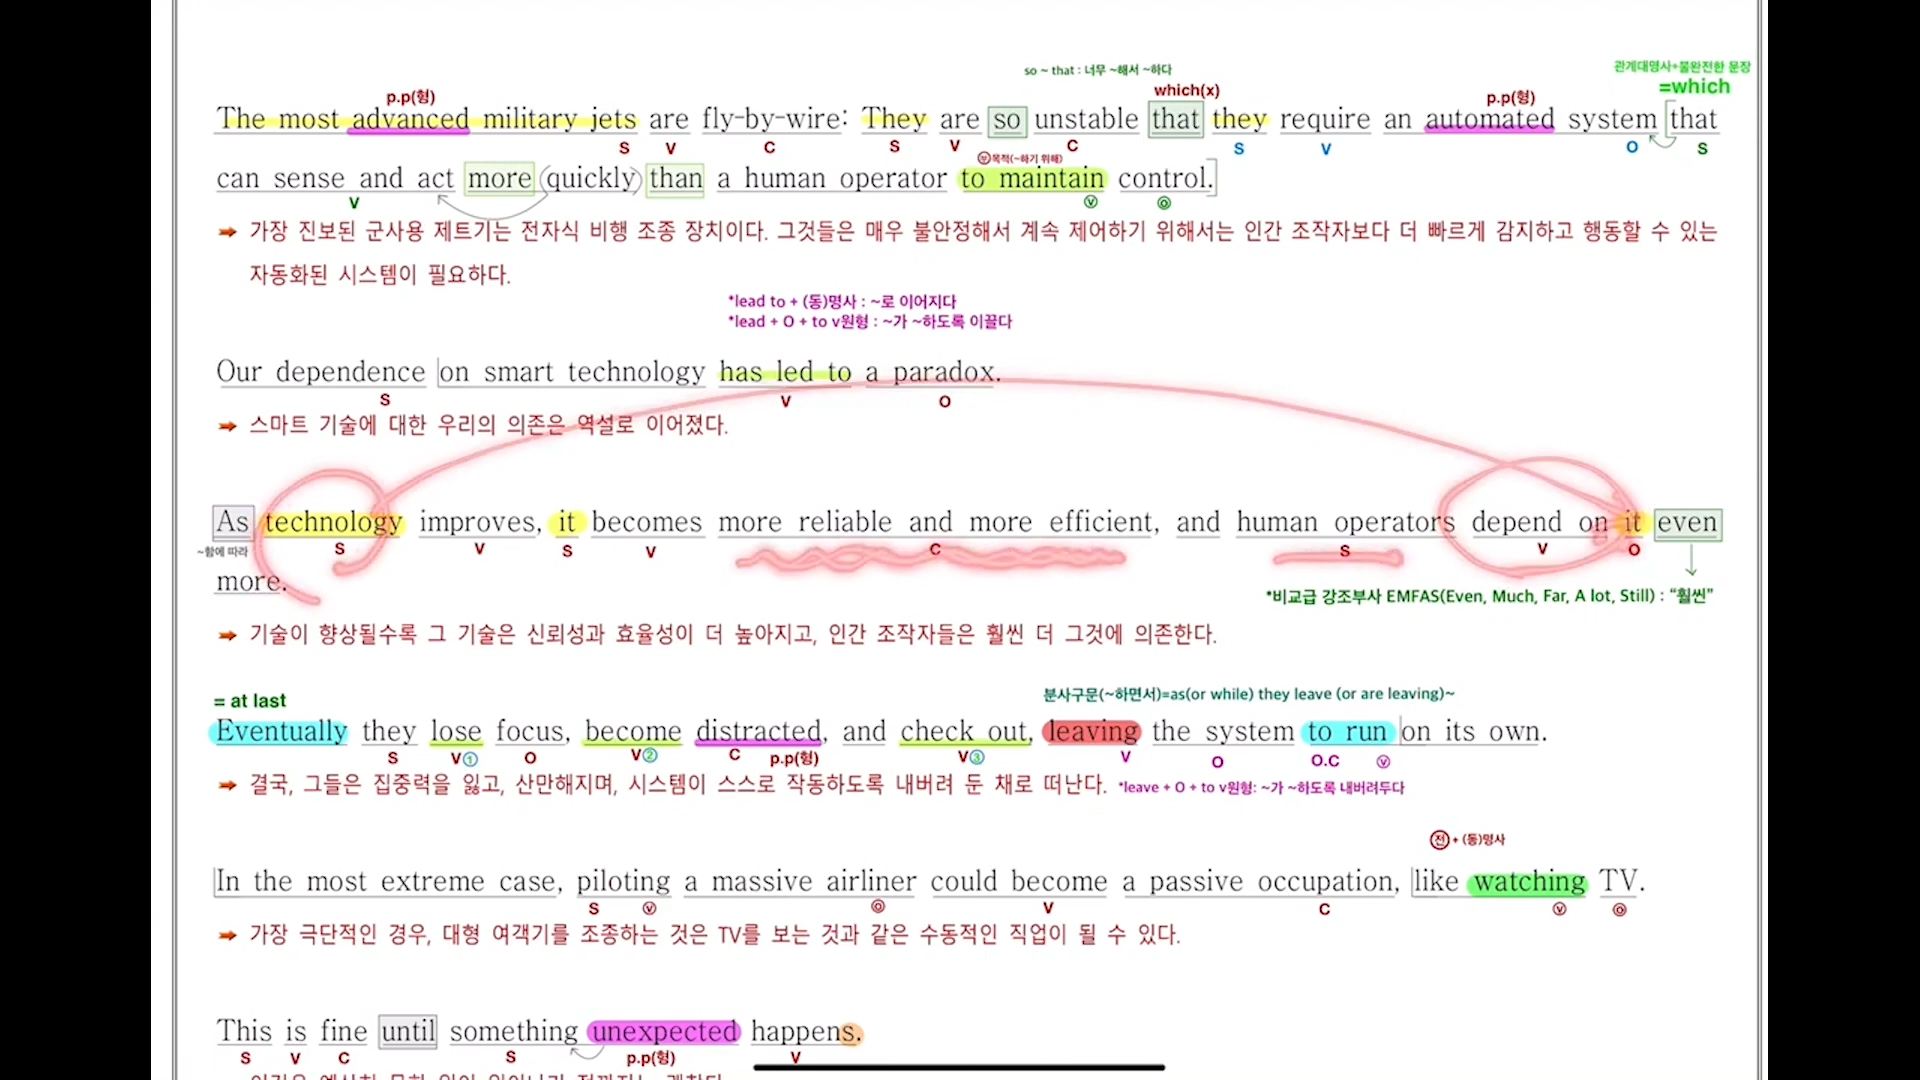 so ~ that : 너무 ~해서 ~하다
관계대명사+불완전한 문장
p.p(형) which(x) p.p(형) =which
The most advanced military jets are fly-by-wire: They are so unstable that they require an automated system that
S V C S V C S V O S
부 목적(~하기 위해)
can sense and act more quickly than a human operator to maintain control.
V ⓥ ⓞ
➡ 가장 진보된 군사용 제트기는 전자식 비행 조종 장치이다. 그것들은 매우 불안정해서 계속 제어하기 위해서는 인간 조작자보다 더 빠르게 감지하고 행동할 수 있는
자동화된 시스템이 필요하다.
*lead to + (동)명사 : ~로 이어지다
*lead + O + to v원형 : ~가 ~하도록 이끌다
Our dependence on smart technology has led to a paradox.
S V O
➡ 스마트 기술에 대한 우리의 의존은 역설로 이어졌다.
As technology improves, it becomes more reliable and more efficient, and human operators depend on it even
~함에 따라 S V S V C S V O
more.
*비교급 강조부사 EMFAS(Even, Much, Far, A lot, Still) : “훨씬”
➡ 기술이 향상될수록 그 기술은 신뢰성과 효율성이 더 높아지고, 인간 조작자들은 훨씬 더 그것에 의존한다.
= at last 분사구문(~하면서)=as(or while) they leave (or are leaving)~
Eventually they lose focus, become distracted, and check out, leaving the system to run on its own.
S V① O V② C p.p(형) V③ V O O.C ⓥ
➡ 결국, 그들은 집중력을 잃고, 산만해지며, 시스템이 스스로 작동하도록 내버려 둔 채로 떠난다. *leave + O + to v원형: ~가 ~하도록 내버려두다
전 + (동)명사
In the most extreme case, piloting a massive airliner could become a passive occupation, like watching TV.
S ⓥ ⓞ V C ⓥ ⓞ
➡ 가장 극단적인 경우, 대형 여객기를 조종하는 것은 TV를 보는 것과 같은 수동적인 직업이 될 수 있다.
This is fine until something unexpected happens.
S V C S p.p(형) V